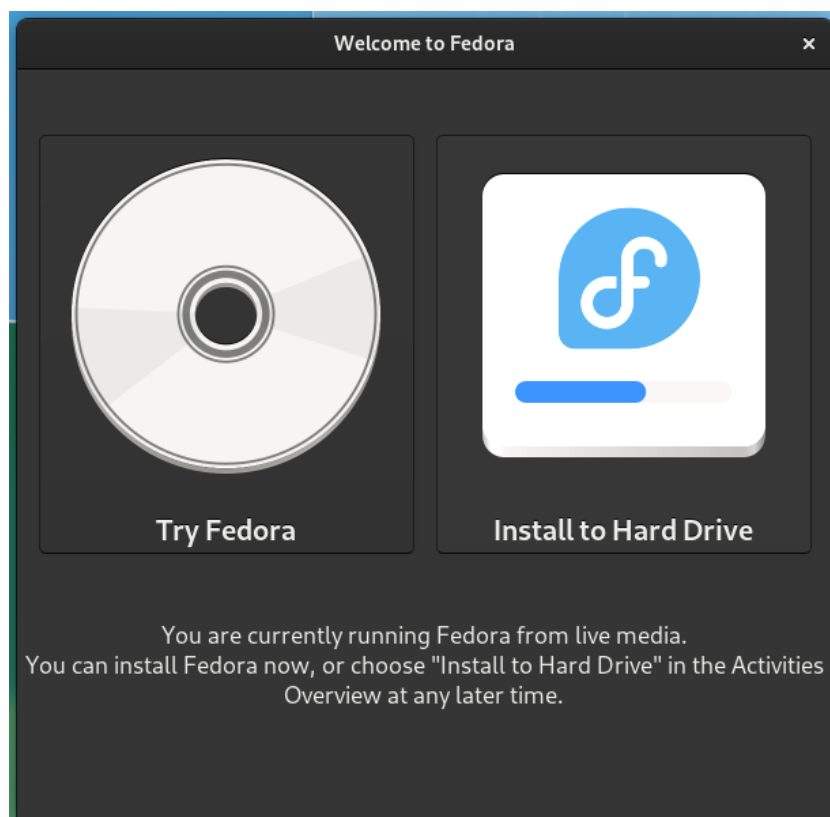 Welcome to Fedora
Try Fedora
Install to Hard Drive
You are currently running Fedora from live media.
You can install Fedora now, or choose "Install to Hard Drive" in the Activities
Overview at any later time.